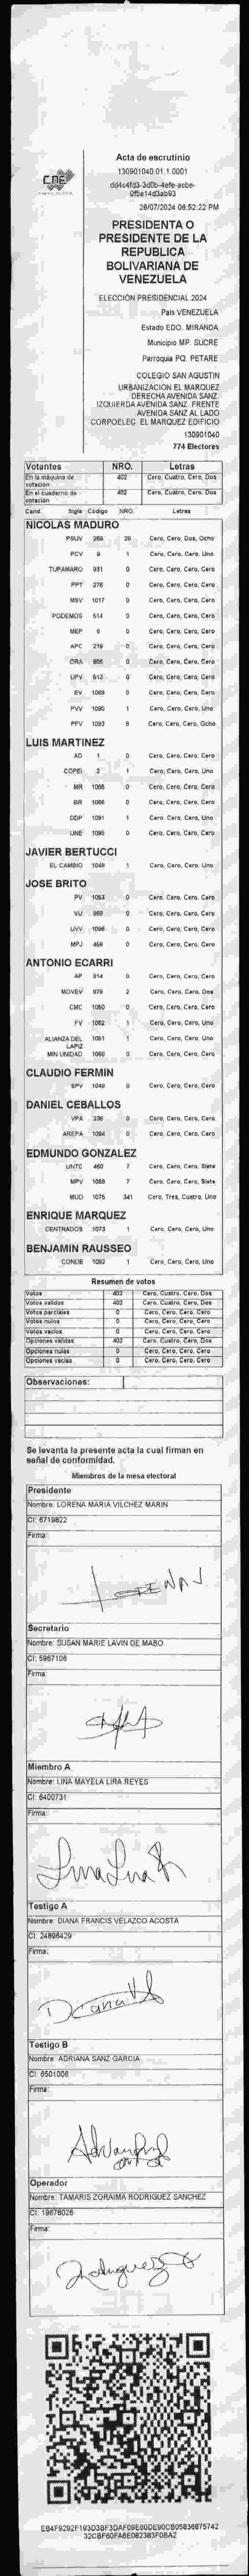 CNE
Acta de escrutinio
130901040.01.1.0001
dd4c4fd3-3d0b-4efe-acbe-
0f5e14d3ab93
28/07/2024 06:52:22 PM
PRESIDENTA O
PRESIDENTE DE LA
REPUBLICA
BOLIVARIANA DE
VENEZUELA
ELECCIÓN PRESIDENCIAL 2024
País VENEZUELA
Estado EDO. MIRANDA
Municipio MP. SUCRE
Parroquia PQ. PETARE
COLEGIO SAN AGUSTIN
URBANIZACION EL MARQUEZ
DERECHA AVENIDA SANZ.
IZQUIERDA AVENIDA SANZ. FRENTE
AVENIDA SANZ AL LADO
CORPOELEC. EL MARQUEZ EDIFICIO
130901040
774 Electores
Votantes NRO. Letras
En la máquina de votación 402 Cero, Cuatro, Cero, Dos
En el cuaderno de votación 402 Cero, Cuatro, Cero, Dos
Cand. Sigla Código NRO. Letras
NICOLAS MADURO
PSUV 269 28 Cero, Cero, Dos, Ocho
PCV 9 1 Cero, Cero, Cero, Uno
TUPAMARO 931 0 Cero, Cero, Cero, Cero
PPT 276 0 Cero, Cero, Cero, Cero
MSV 1017 0 Cero, Cero, Cero, Cero
PODEMOS 514 0 Cero, Cero, Cero, Cero
MEP 6 0 Cero, Cero, Cero, Cero
APC 219 0 Cero, Cero, Cero, Cero
ORA 906 0 Cero, Cero, Cero, Cero
UPV 613 0 Cero, Cero, Cero, Cero
EV 1069 0 Cero, Cero, Cero, Cero
PVV 1090 1 Cero, Cero, Cero, Uno
PFV 1093 8 Cero, Cero, Cero, Ocho
LUIS MARTINEZ
AD 1 0 Cero, Cero, Cero, Cero
COPEI 2 1 Cero, Cero, Cero, Uno
MR 1065 0 Cero, Cero, Cero, Cero
BR 1066 0 Cero, Cero, Cero, Cero
DDP 1091 1 Cero, Cero, Cero, Uno
UNE 1095 0 Cero, Cero, Cero, Cero
JAVIER BERTUCCI
EL CAMBIO 1048 1 Cero, Cero, Cero, Uno
JOSE BRITO
PV 1053 0 Cero, Cero, Cero, Cero
VU 969 0 Cero, Cero, Cero, Cero
UVV 1096 0 Cero, Cero, Cero, Cero
MPJ 458 0 Cero, Cero, Cero, Cero
ANTONIO ECARRI
AP 914 0 Cero, Cero, Cero, Cero
MOVEV 979 2 Cero, Cero, Cero, Dos
CMC 1050 0 Cero, Cero, Cero, Cero
FV 1062 1 Cero, Cero, Cero, Uno
ALIANZA DEL LAPIZ 1061 1 Cero, Cero, Cero, Uno
MIN UNIDAD 1060 0 Cero, Cero, Cero, Cero
CLAUDIO FERMIN
SPV 1049 0 Cero, Cero, Cero, Cero
DANIEL CEBALLOS
VPA 336 0 Cero, Cero, Cero, Cero
AREPA 1094 0 Cero, Cero, Cero, Cero
EDMUNDO GONZALEZ
UNTC 460 7 Cero, Cero, Cero, Siete
MPV 1069 7 Cero, Cero, Cero, Siete
MUD 1075 341 Cero, Tres, Cuatro, Uno
ENRIQUE MARQUEZ
CENTRADOS 1073 1 Cero, Cero, Cero, Uno
BENJAMIN RAUSSEO
CONDE 1092 1 Cero, Cero, Cero, Uno
Resumen de votos
Votos 402 Cero, Cuatro, Cero, Dos
Votos válidos 402 Cero, Cuatro, Cero, Dos
Votos parciales 0 Cero, Cero, Cero, Cero
Votos nulos 0 Cero, Cero, Cero, Cero
Votos vacíos 0 Cero, Cero, Cero, Cero
Opciones válidas 402 Cero, Cuatro, Cero, Dos
Opciones nulas 0 Cero, Cero, Cero, Cero
Opciones vacías 0 Cero, Cero, Cero, Cero
Observaciones:
Se levanta la presente acta la cual firman en
señal de conformidad.
Miembros de la mesa electoral
Presidente
Nombre: LORENA MARIA VILCHEZ MARIN
CI: 6719822
Firma:
Secretario
Nombre: SUSAN MARIE LAVIN DE MABO
CI: 5967106
Firma:
Miembro A
Nombre: LINA MAYELA LIRA REYES
CI: 6400731
Firma:
Testigo A
Nombre: DIANA FRANCIS VELAZCO ACOSTA
CI: 24696429
Firma:
Testigo B
Nombre: ADRIANA SANZ GARCIA
CI: 6501006
Firma:
Operador
Nombre: TAMARIS ZORAIMA RODRIGUEZ SANCHEZ
CI: 19678026
Firma:
Rodriguez
EB4F9292F193D3BF3DAF09E60DE90CB05836875742
32CBF60FA6E082383F0BA2